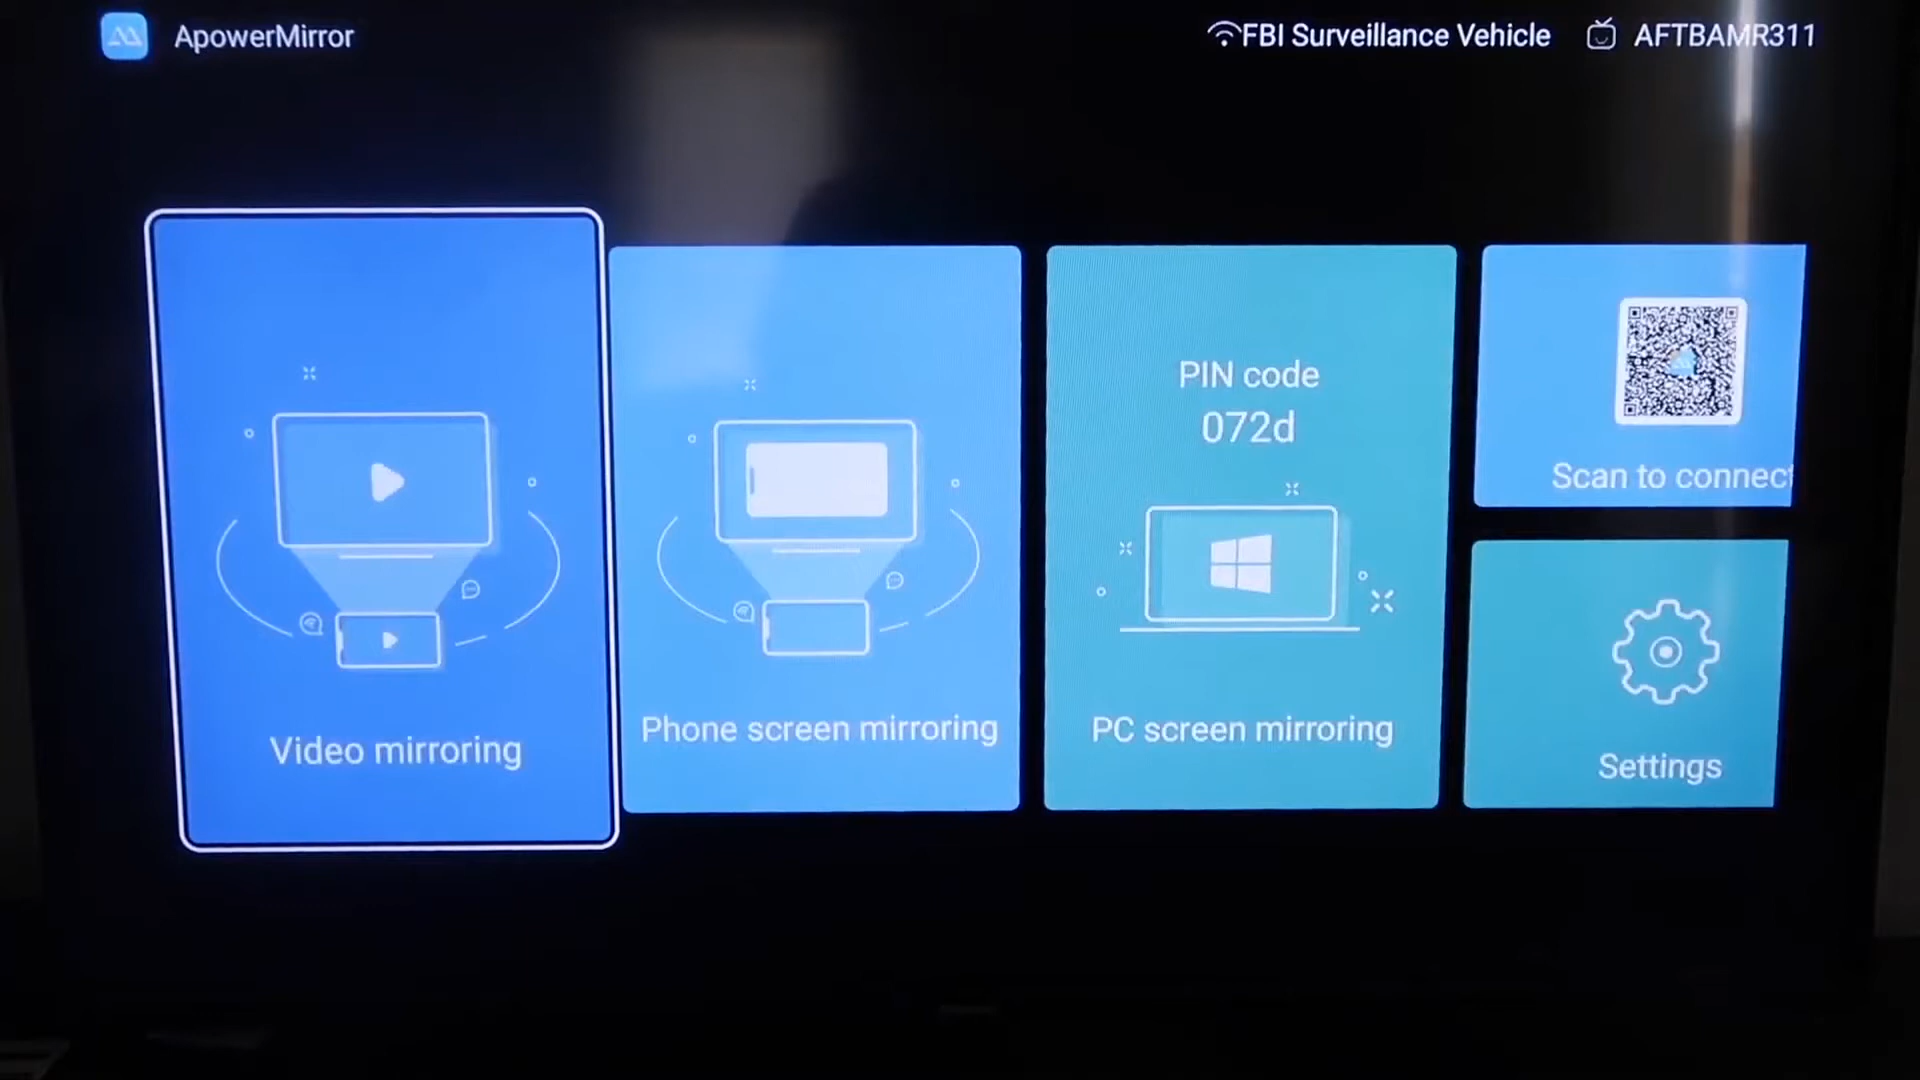 ApowerMirror
FBI Surveillance Vehicle
AFTBAMR311
Video mirroring
Phone screen mirroring
PIN code
072d
PC screen mirroring
Scan to connect
Settings